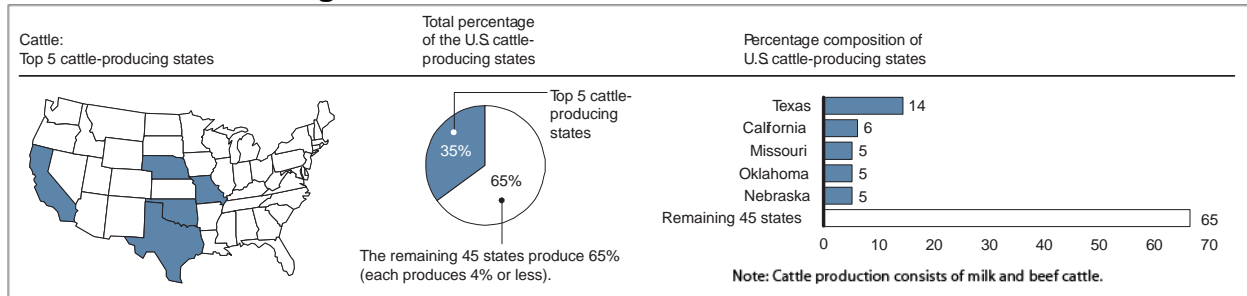 Cattle:
Top 5 cattle-producing states
Total percentage
of the U.S. cattle-
producing states
Percentage composition of
U.S. cattle-producing states
Top 5 cattle-
producing
states
35%
65%
The remaining 45 states produce 65%
(each produces 4% or less).
Texas 14
California 6
Missouri 5
Oklahoma 5
Nebraska 5
Remaining 45 states 65
0 10 20 30 40 50 60 70
Note: Cattle production consists of milk and beef cattle.